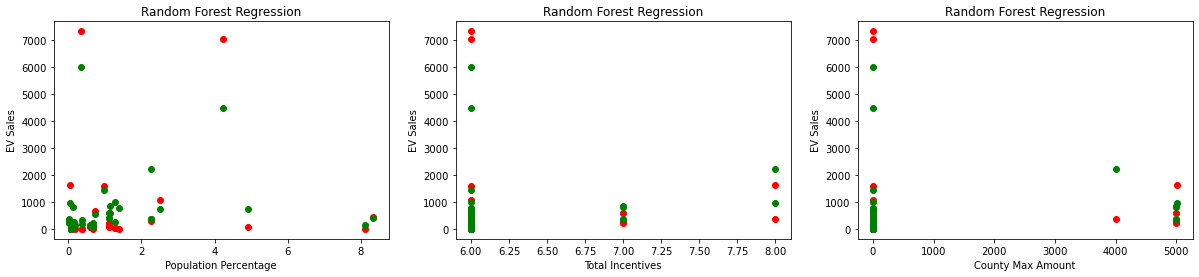 Random Forest Regression
7000
6000
5000
4000
3000
2000
1000
0
EV Sales
0 2 4 6 8
Population Percentage
Random Forest Regression
7000
6000
5000
4000
3000
2000
1000
0
EV Sales
6.00 6.25 6.50 6.75 7.00 7.25 7.50 7.75 8.00
Total Incentives
Random Forest Regression
7000
6000
5000
4000
3000
2000
1000
0
EV Sales
0 1000 2000 3000 4000 5000
County Max Amount